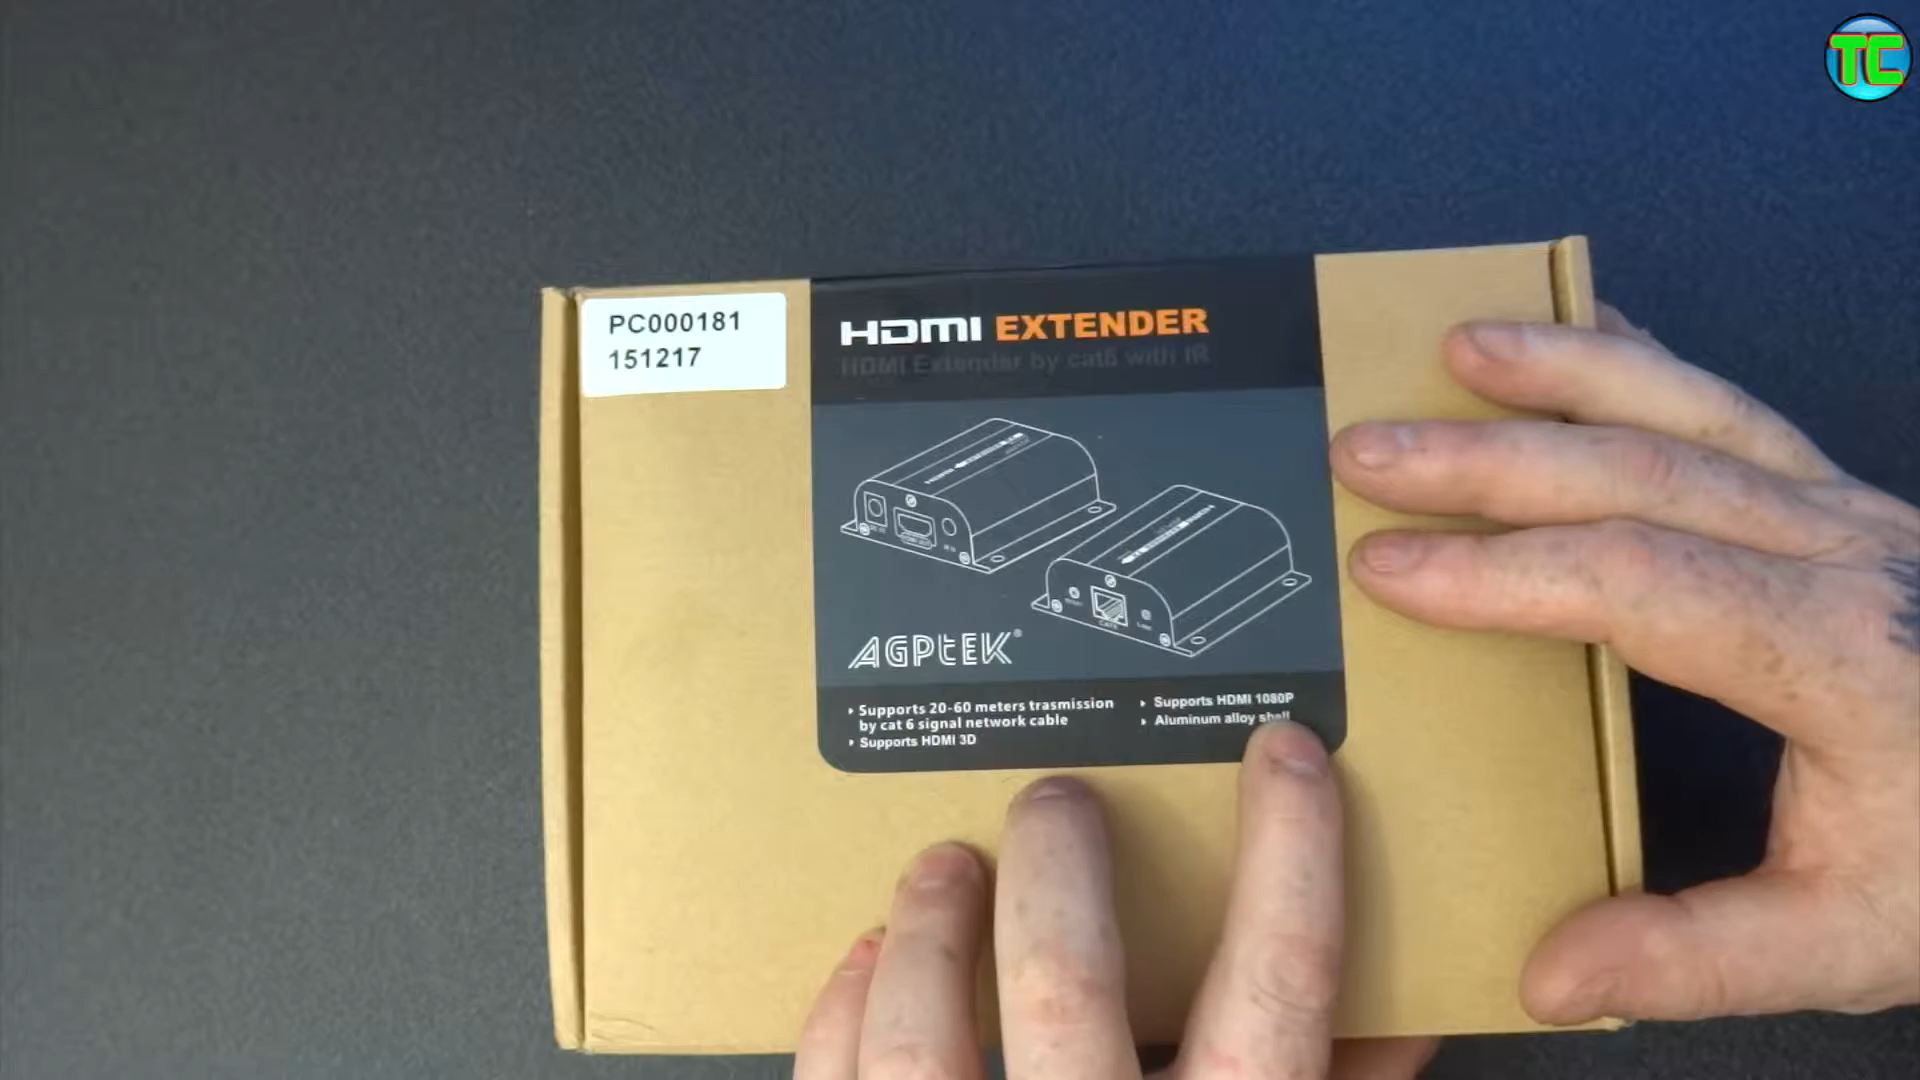 TC
PC000181
151217
HDMI EXTENDER
HDMI Extender by cat6 with IR
AGPtEK®
Supports 20-60 meters trasmission
by cat 6 signal network cable
Supports HDMI 3D
Supports HDMI 1080P
Aluminum alloy shell
CAT6